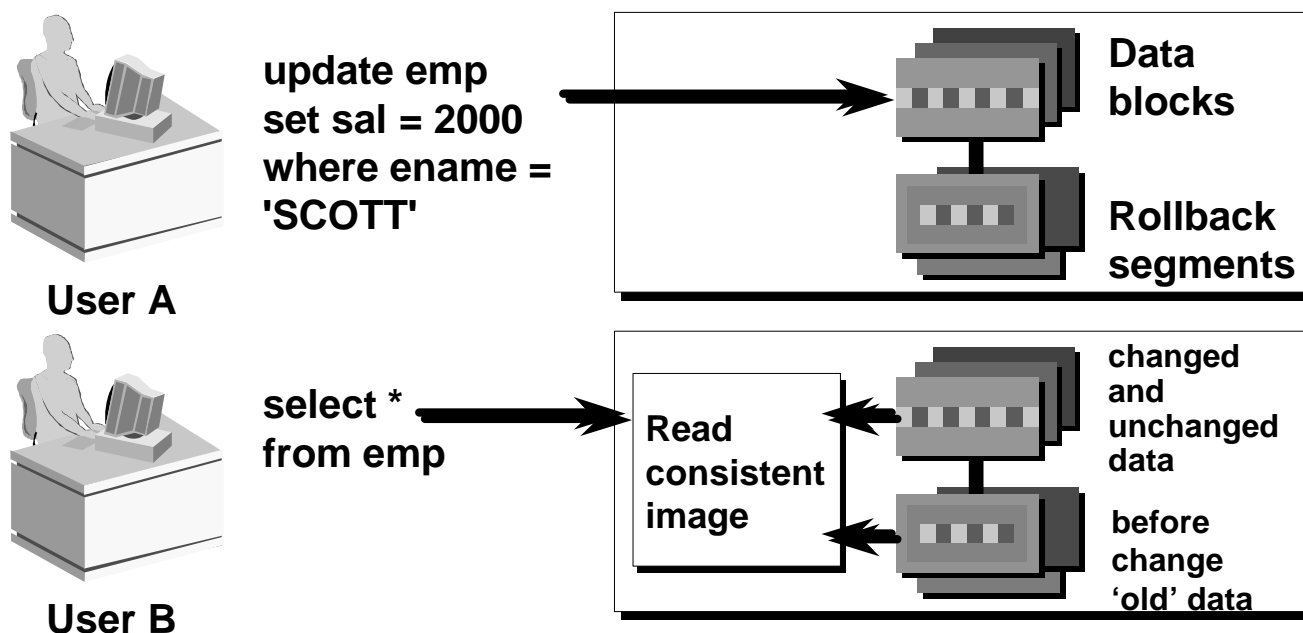 update emp
set sal = 2000
where ename =
'SCOTT'
Data
blocks
Rollback
segments
User A
select *
from emp
Read
consistent
image
changed
and
unchanged
data
before
change
‘old’ data
User B